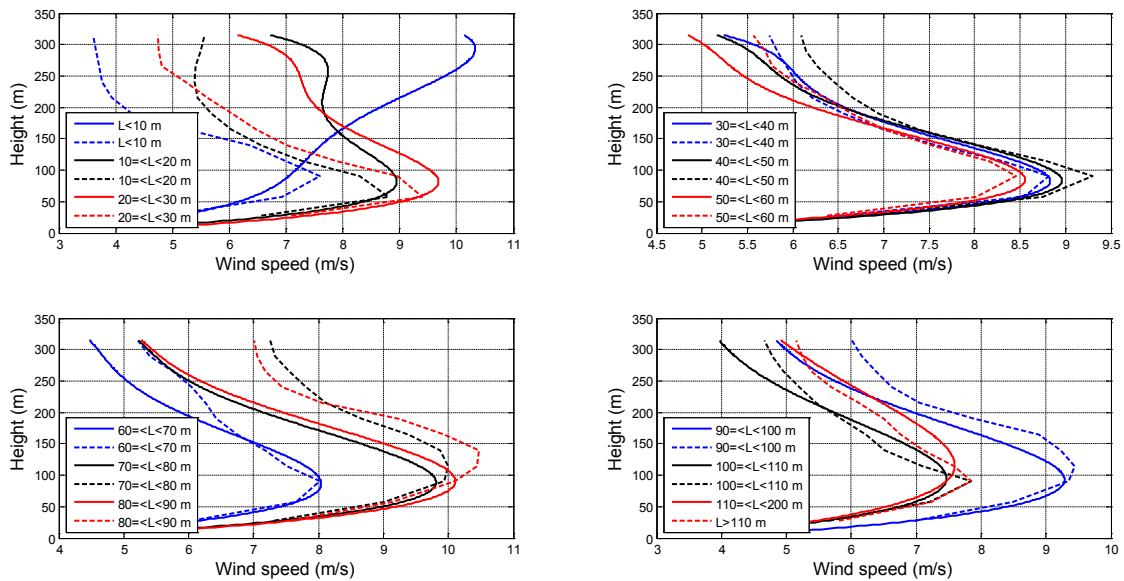 350
300
250
200
150
100
50
0
Height (m)
L<10 m
L<10 m
10=<L<20 m
10=<L<20 m
20=<L<30 m
20=<L<30 m
3 4 5 6 7 8 9 10 11
Wind speed (m/s)
350
300
250
200
150
100
50
0
Height (m)
30=<L<40 m
30=<L<40 m
40=<L<50 m
40=<L<50 m
50=<L<60 m
50=<L<60 m
4.5 5 5.5 6 6.5 7 7.5 8 8.5 9 9.5
Wind speed (m/s)
350
300
250
200
150
100
50
0
Height (m)
60=<L<70 m
60=<L<70 m
70=<L<80 m
70=<L<80 m
80=<L<90 m
80=<L<90 m
4 5 6 7 8 9 10 11
Wind speed (m/s)
350
300
250
200
150
100
50
0
Height (m)
90=<L<100 m
90=<L<100 m
100=<L<110 m
100=<L<110 m
110=<L<200 m
L>110 m
3 4 5 6 7 8 9 10
Wind speed (m/s)